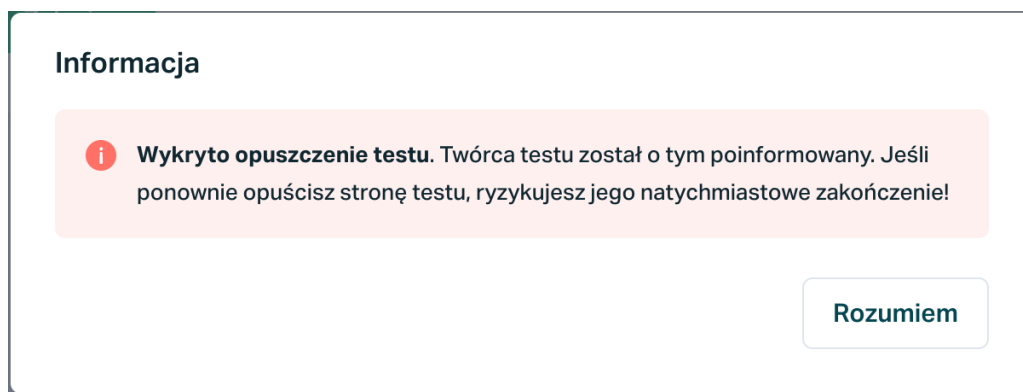 Informacja
Wykryto opuszczenie testu. Twórca testu został o tym poinformowany. Jeśli
ponownie opuścisz stronę testu, ryzykujesz jego natychmiastowe zakończenie!
Rozumiem